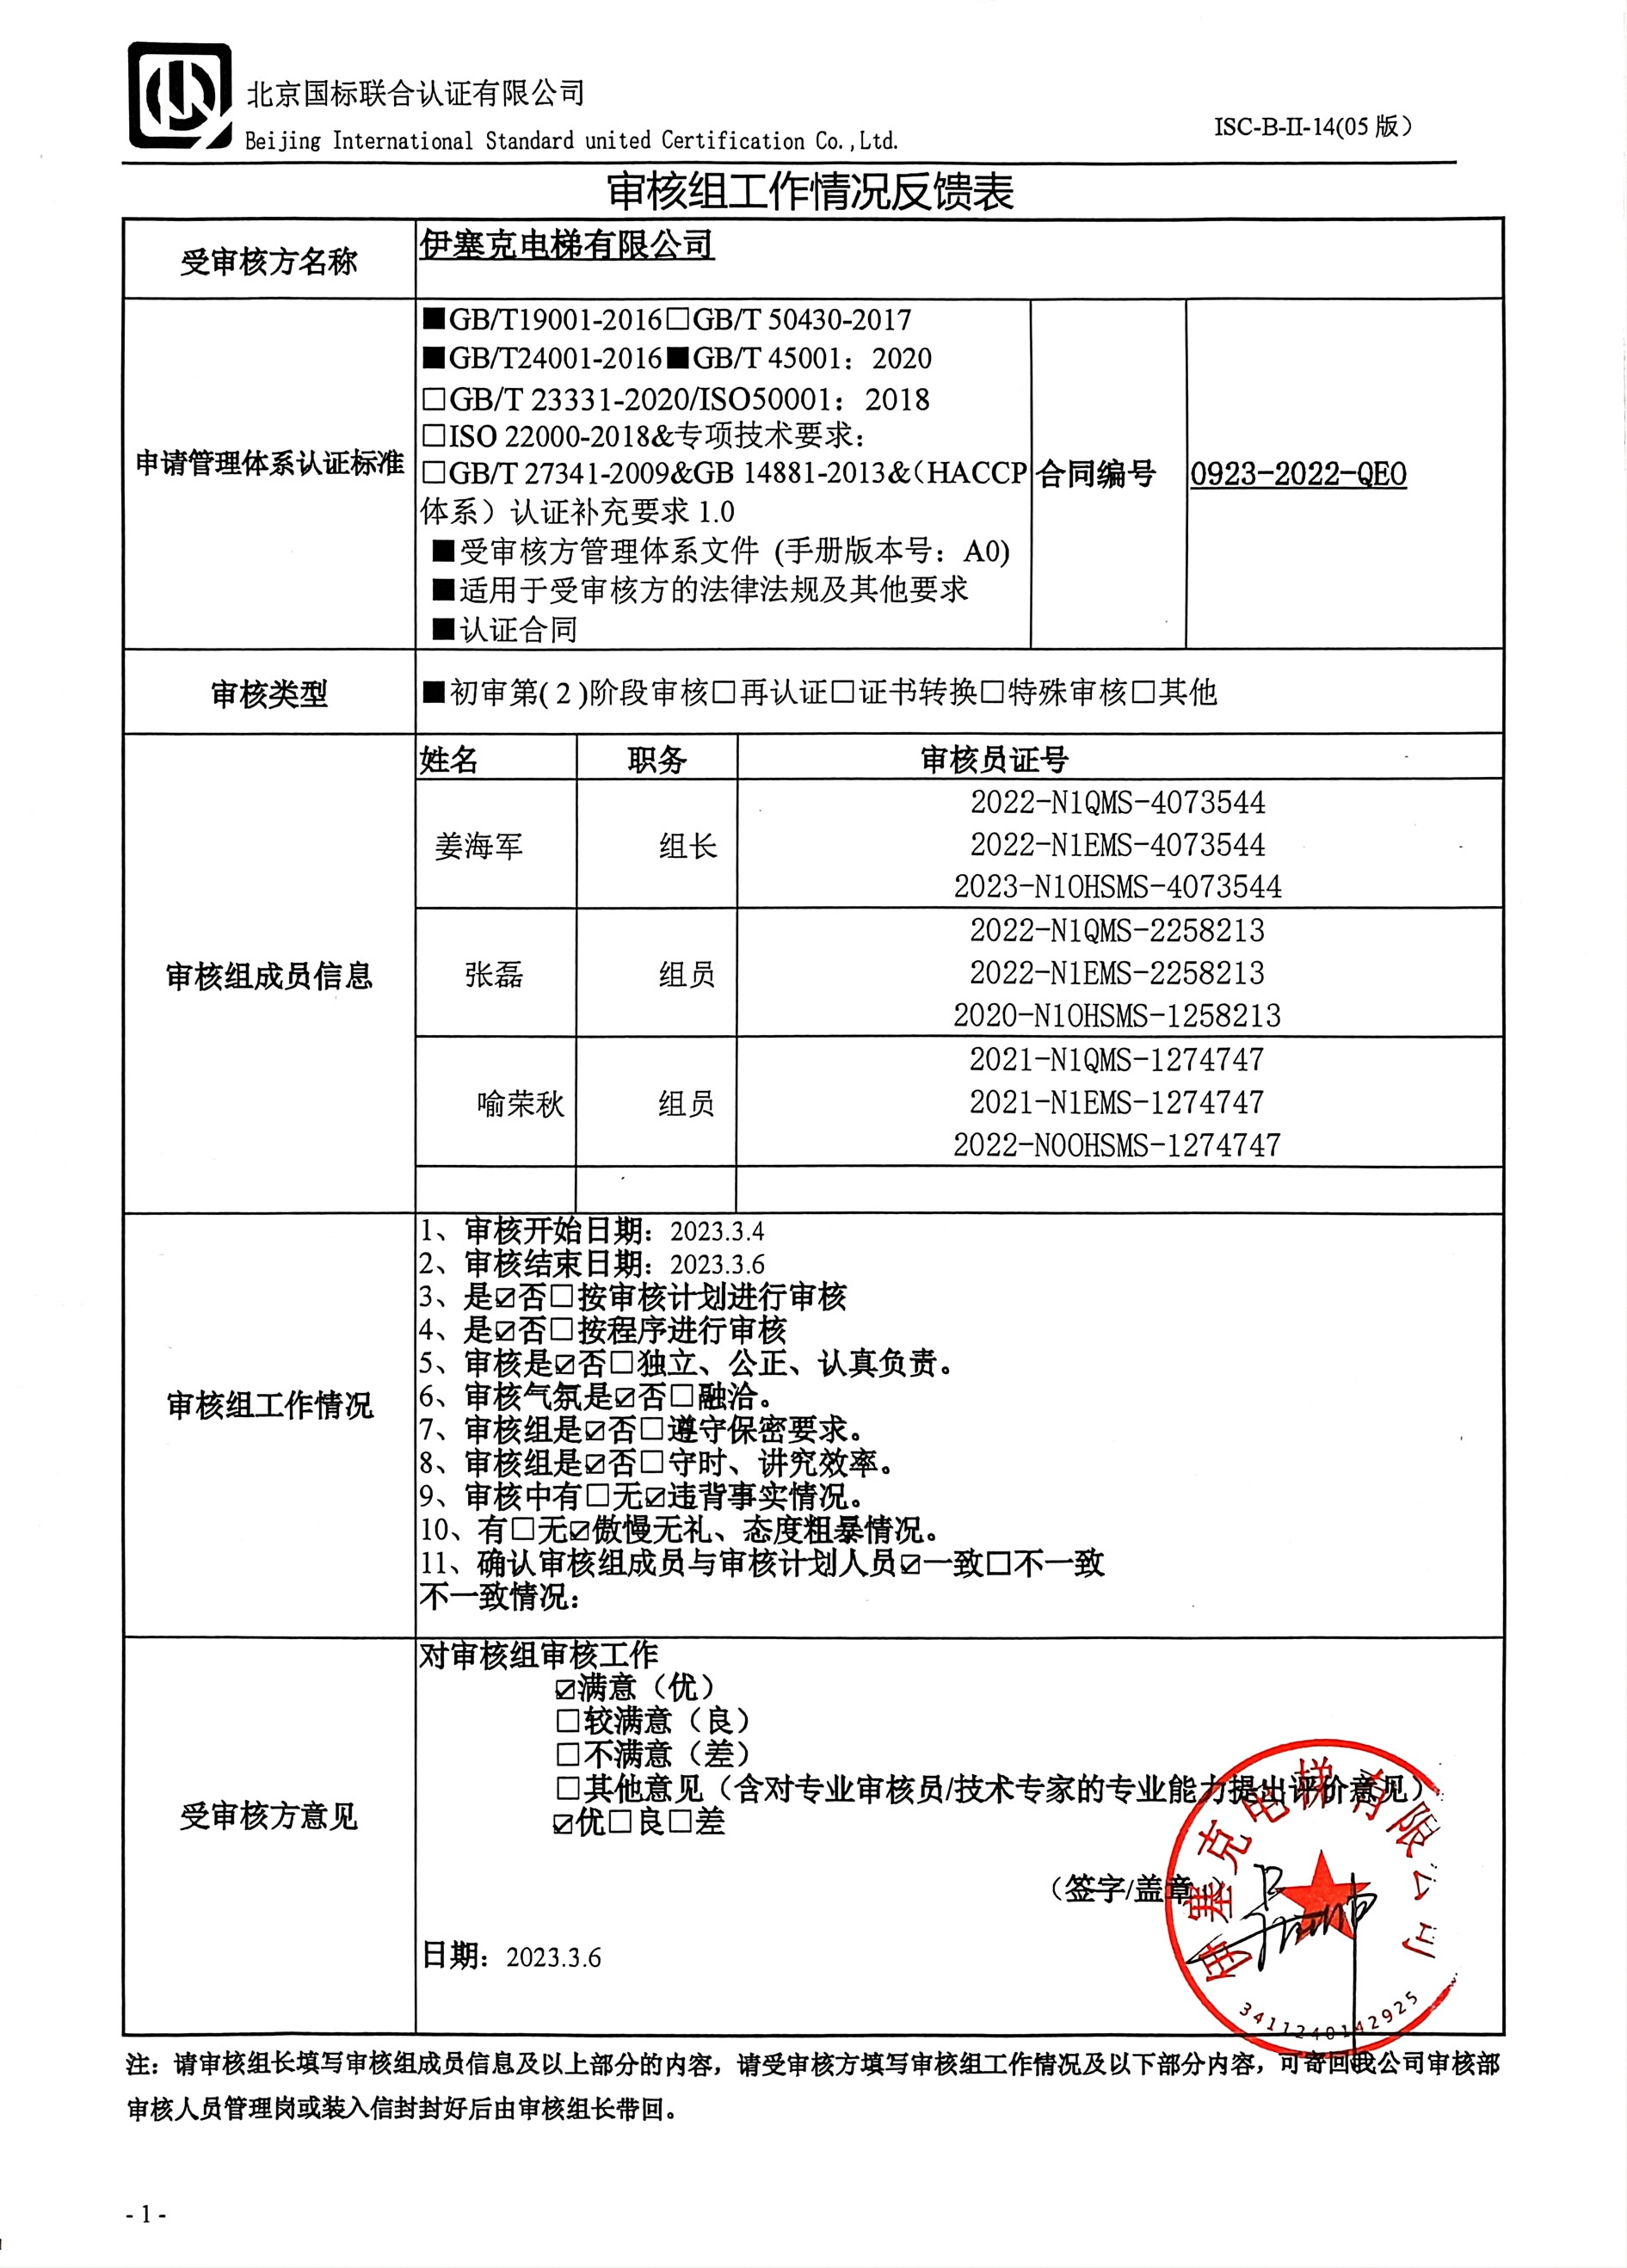 北京国标联合认证有限公司
Beijing International Standard united Certification Co.,Ltd.
ISC-B-II-14(05 版）
审核组工作情况反馈表
受审核方名称
伊塞克电梯有限公司
申请管理体系认证标准
■GB/T19001-2016□GB/T 50430-2017
■GB/T24001-2016■GB/T 45001：2020
□GB/T 23331-2020/ISO50001：2018
□ISO 22000-2018&专项技术要求：
□GB/T 27341-2009&GB 14881-2013&（HACCP
体系）认证补充要求 1.0
■受审核方管理体系文件 (手册版本号：A0)
■适用于受审核方的法律法规及其他要求
■认证合同
合同编号
0923-2022-QEO
审核类型
■初审第( 2 )阶段审核□再认证□证书转换□特殊审核□其他
审核组成员信息
姓名 职务 审核员证号
姜海军 组长
2022-N1QMS-4073544
2022-N1EMS-4073544
2023-N1OHSMS-4073544
张磊 组员
2022-N1QMS-2258213
2022-N1EMS-2258213
2020-N1OHSMS-1258213
喻荣秋 组员
2021-N1QMS-1274747
2021-N1EMS-1274747
2022-N0OHSMS-1274747
审核组工作情况
1、审核开始日期：2023.3.4
2、审核结束日期：2023.3.6
3、是☑否□按审核计划进行审核
4、是☑否□按程序进行审核
5、审核是☑否□独立、公正、认真负责。
6、审核气氛是☑否□融洽。
7、审核组是☑否□遵守保密要求。
8、审核组是☑否□守时、讲究效率。
9、审核中有□无☑违背事实情况。
10、有□无☑傲慢无礼、态度粗暴情况。
11、确认审核组成员与审核计划人员☑一致□不一致
不一致情况：
受审核方意见
对审核组审核工作
☑满意（优）
□较满意（良）
□不满意（差）
□其他意见（含对专业审核员/技术专家的专业能力提出评价意见）
☑优□良□差
（签字/盖章）
伊塞克电梯有限公司
3411240142925
日期：2023.3.6
注：请审核组长填写审核组成员信息及以上部分的内容，请受审核方填写审核组工作情况及以下部分内容，可寄回我公司审核部
审核人员管理岗或装入信封封好后由审核组长带回。
- 1 -